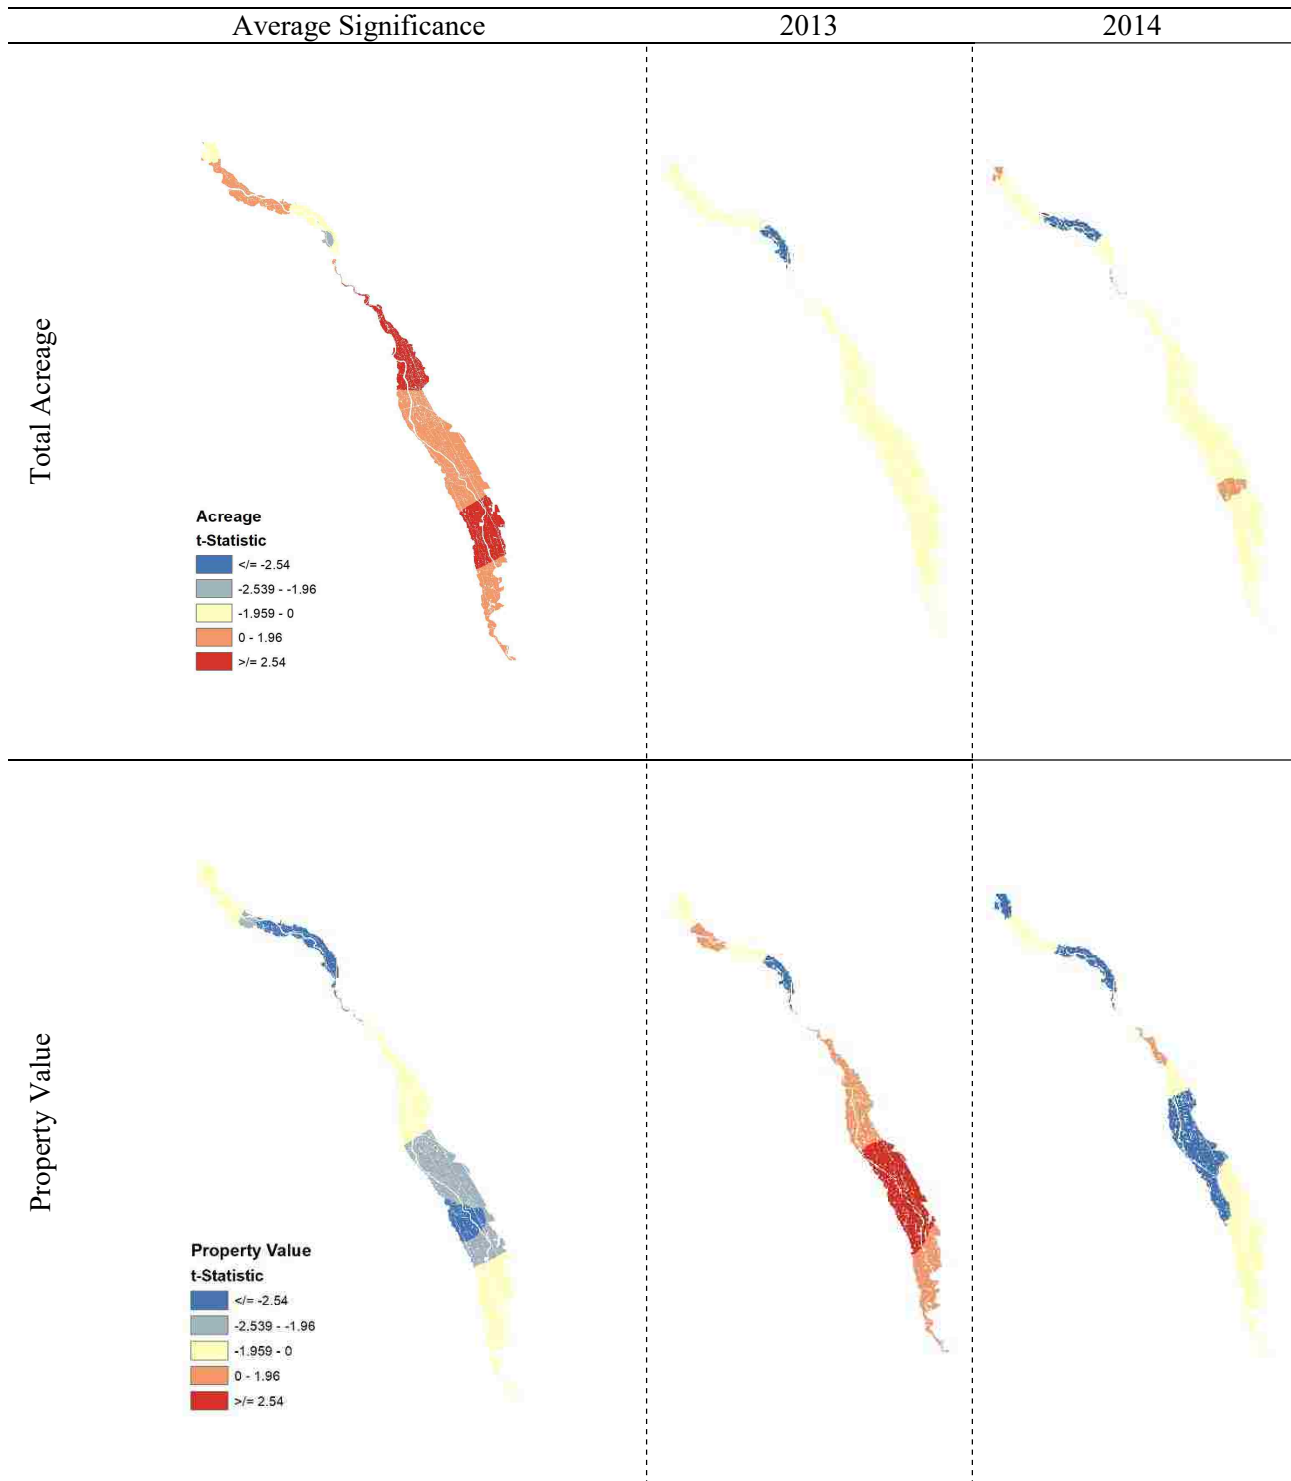 Average Significance 2013 2014
Total Acreage
Acreage
t-Statistic
</= -2.54
-2.539 - -1.96
-1.959 - 0
0 - 1.96
>/= 2.54
Property Value
Property Value
t-Statistic
</= -2.54
-2.539 - -1.96
-1.959 - 0
0 - 1.96
>/= 2.54